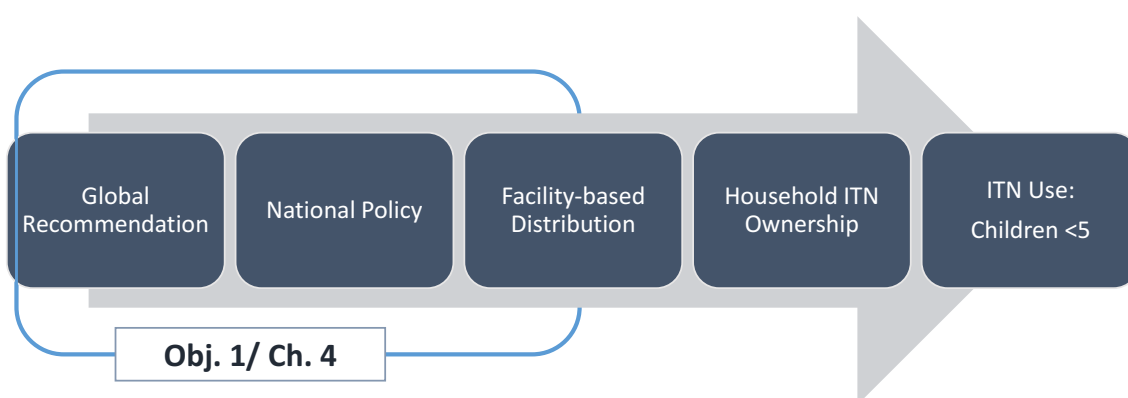 Global
Recommendation
National Policy
Facility-based
Distribution
Household ITN
Ownership
ITN Use:
Children <5
Obj. 1/ Ch. 4